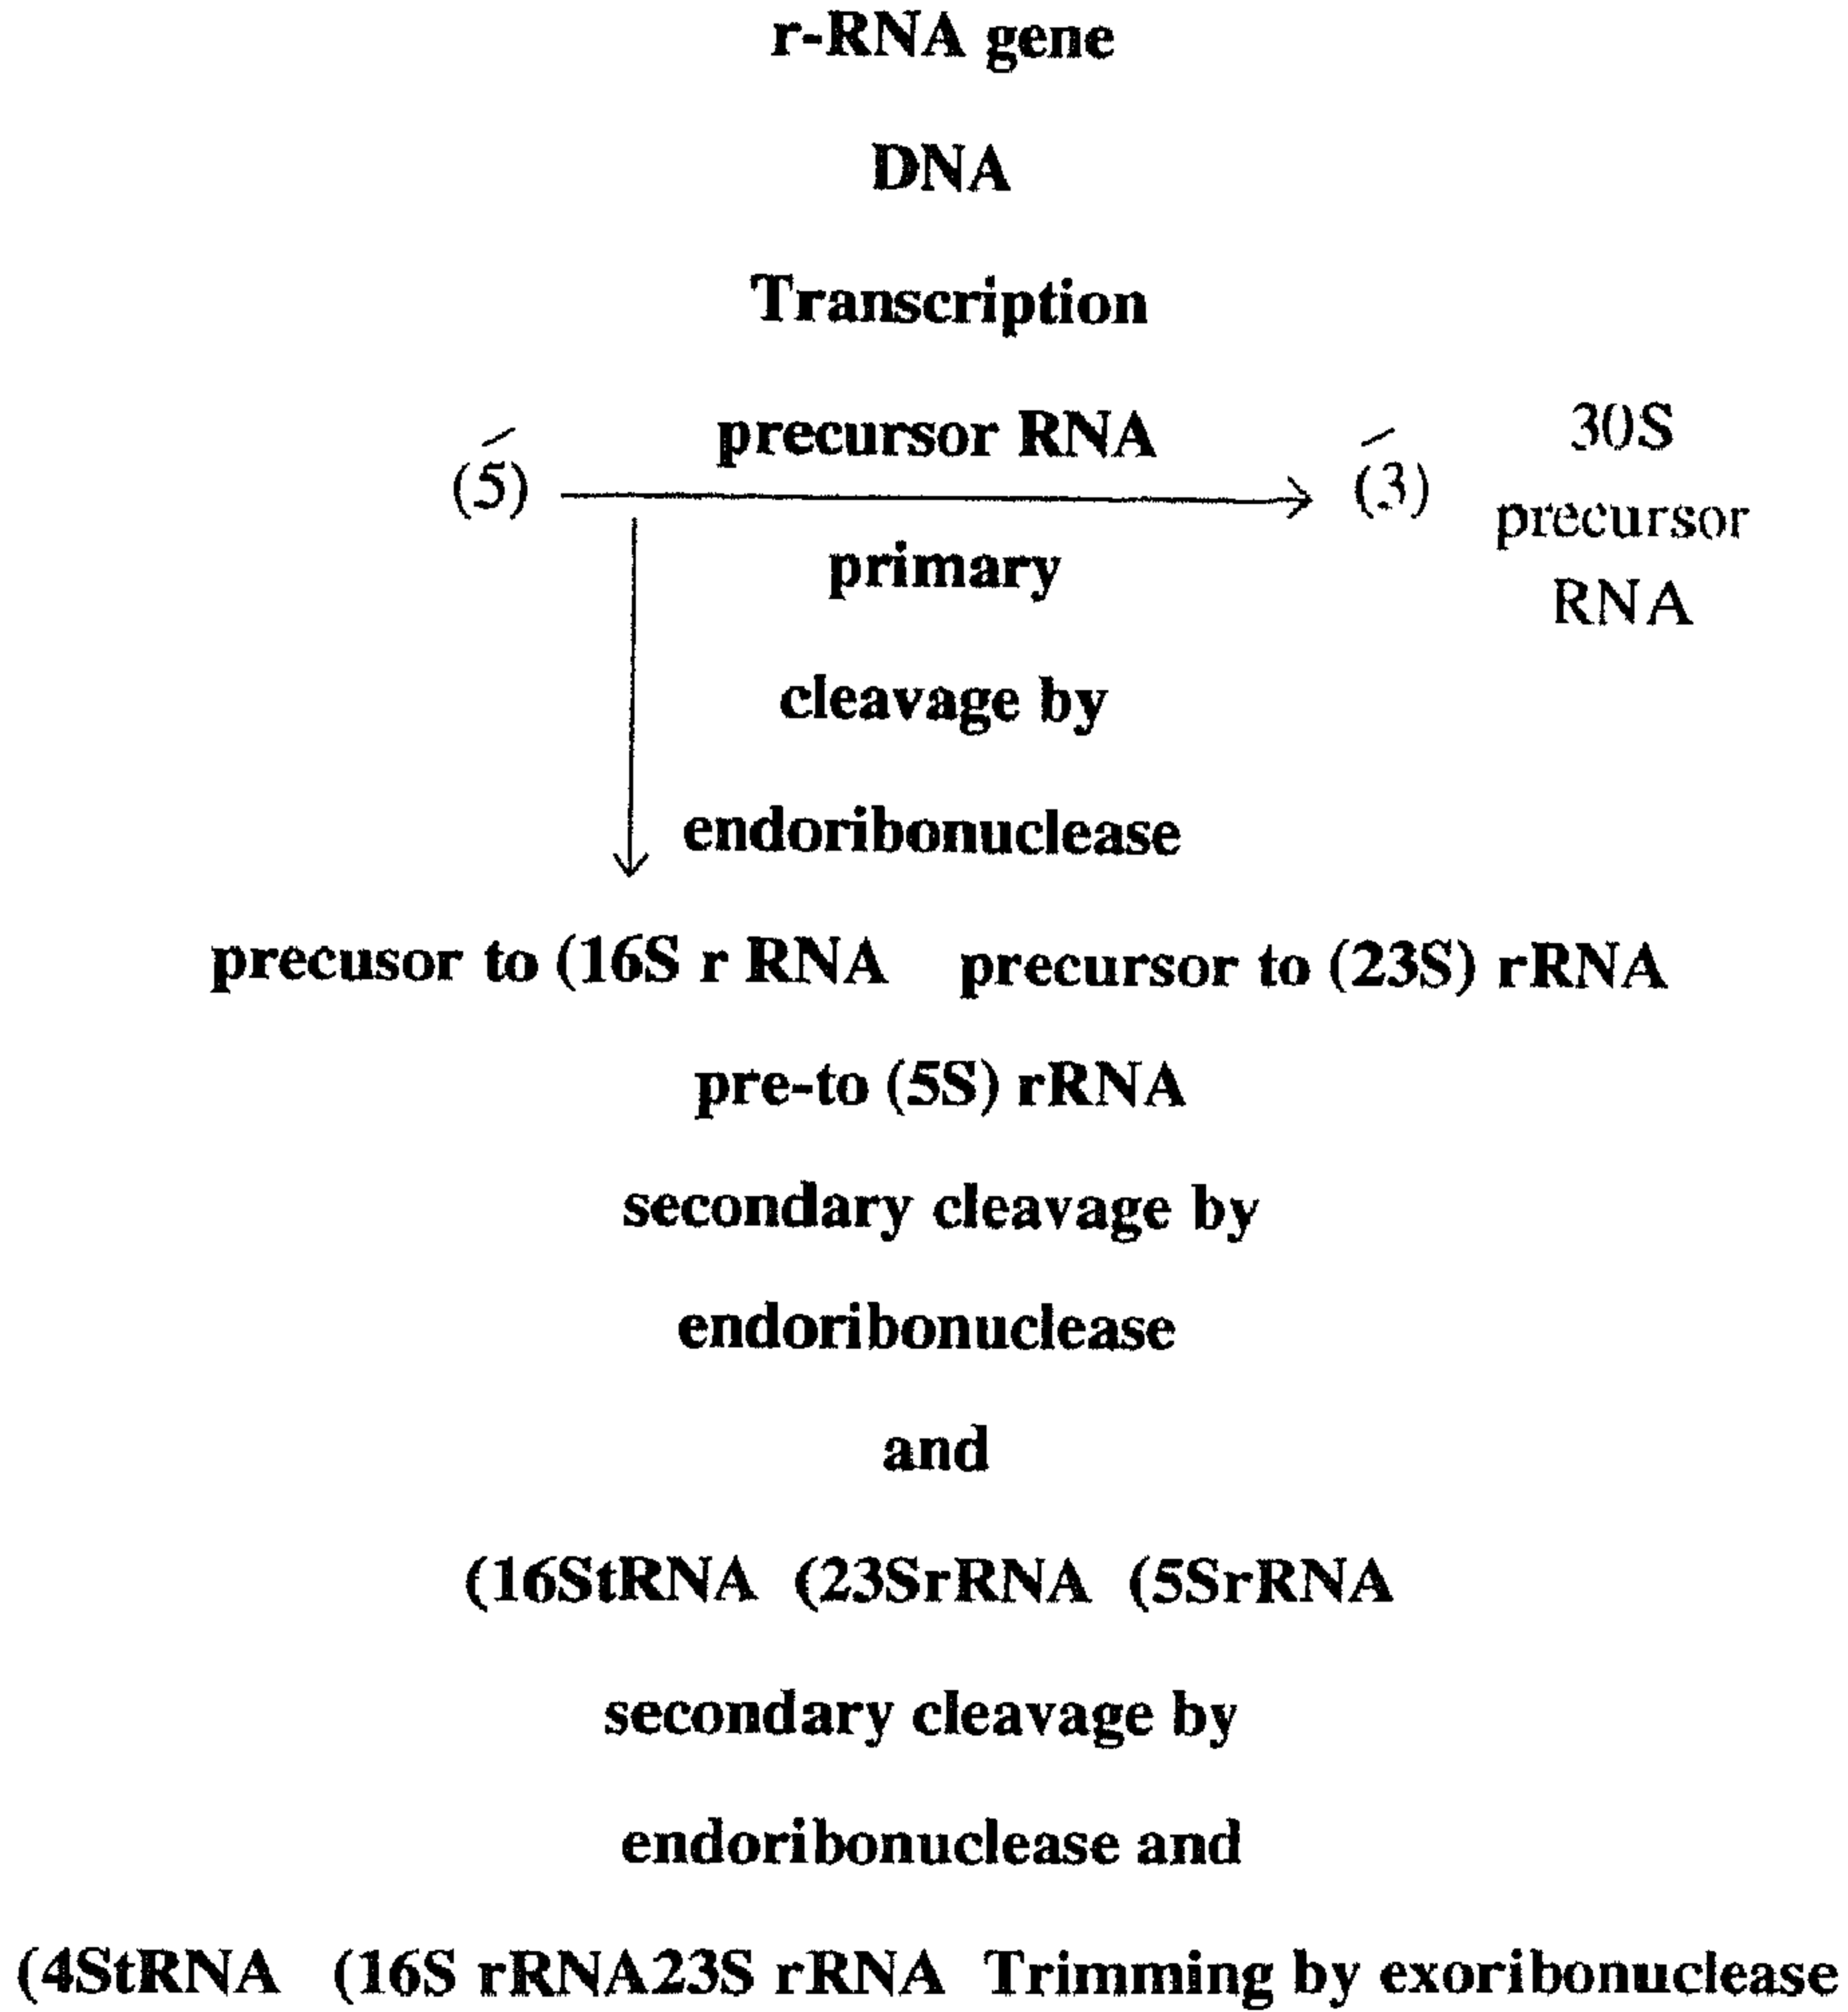 r-RNA gene
DNA
Transcription
precursor RNA
(5́) (3́) 30S
precursor
RNA
primary
cleavage by
endoribonuclease
precusor to (16S r RNA precursor to (23S) rRNA
pre-to (5S) rRNA
secondary cleavage by
endoribonuclease
and
(16StRNA (23SrRNA (5SrRNA
secondary cleavage by
endoribonuclease and
(4StRNA (16S rRNA23S rRNA Trimming by exoribonuclease